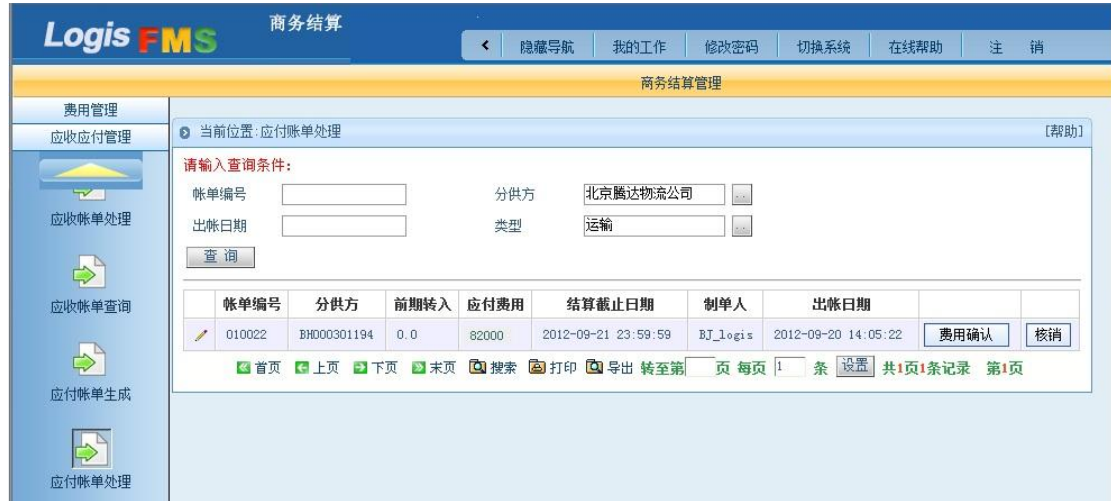 Logis FMS
商务结算
隐藏导航 我的工作 修改密码 切换系统 在线帮助 注 销
商务结算管理
费用管理
应收应付管理
应收帐单处理
应收帐单查询
应付帐单生成
应付帐单处理
当前位置:应付账单处理 [帮助]
请输入查询条件:
帐单编号 分供方 北京腾达物流公司 ..
出帐日期 类型 运输 ..
查 询
帐单编号 分供方 前期转入 应付费用 结算截止日期 制单人 出帐日期
010022 BH000301194 0.0 82000 2012-09-21 23:59:59 BJ_logis 2012-09-20 14:05:22 费用确认 核销
首页 上页 下页 末页 搜索 打印 导出 转至第 页 每页 1 条 设置 共1页1条记录 第1页